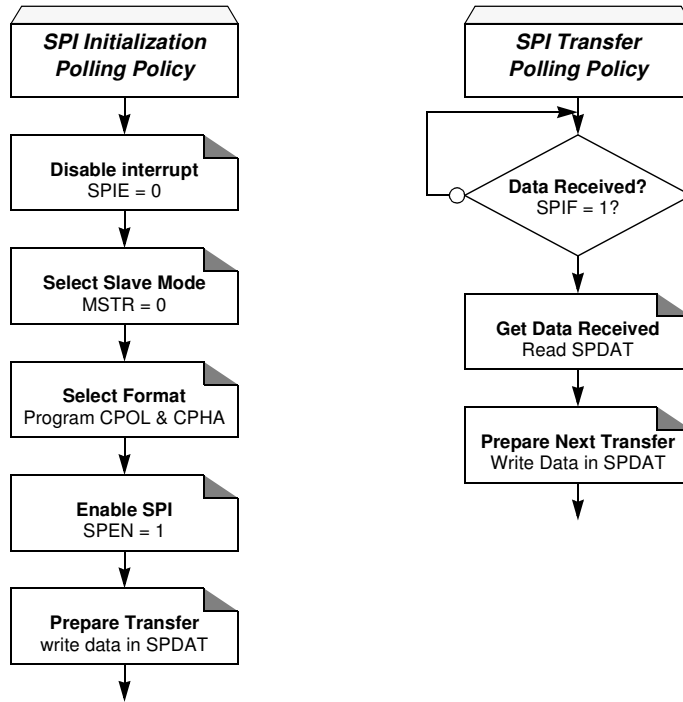 SPI Initialization
Polling Policy
Disable interrupt
SPIE = 0
Select Slave Mode
MSTR = 0
Select Format
Program CPOL & CPHA
Enable SPI
SPEN = 1
Prepare Transfer
write data in SPDAT
SPI Transfer
Polling Policy
Data Received?
SPIF = 1?
Get Data Received
Read SPDAT
Prepare Next Transfer
Write Data in SPDAT